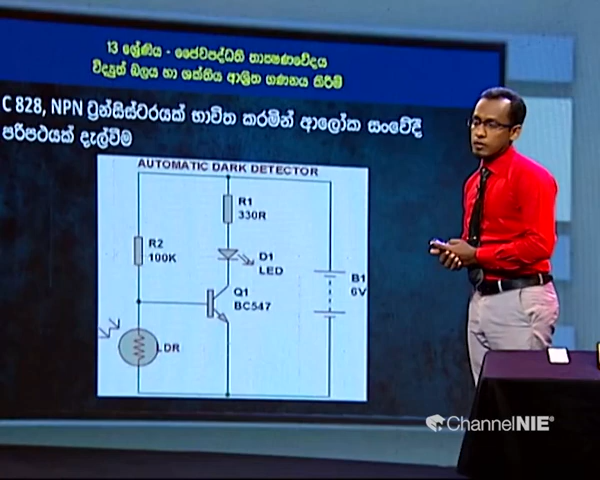 13 ශ්‍රේණිය - ජෛවපද්ධති තාක්ෂණවේදය
විද්‍යුත් බලය හා ශක්තිය ආශ්‍රිත ගණනය කිරීම්
C 828, NPN ට්‍රාන්සිස්ටරයක් භාවිත කරමින් ආලෝක සංවේදී
පරිපථයක් දැල්වීම
AUTOMATIC DARK DETECTOR
R1
330R
R2
100K
D1
LED
B1
6V
Q1
BC547
LDR
ChannelNIE®